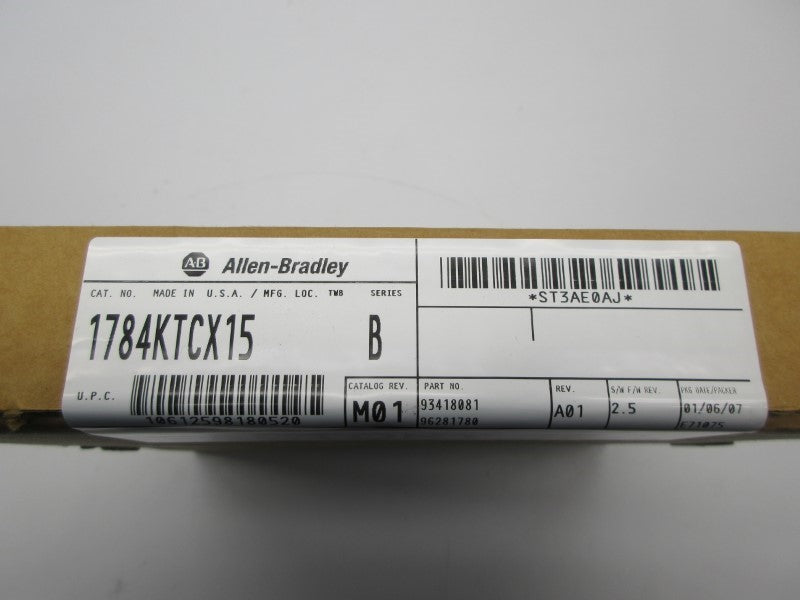 AB Allen-Bradley
*ST3AE0AJ*
CAT. NO. MADE IN U.S.A. / MFG. LOC. TWB SERIES
1784KTCX15 B
U.P.C.
10612598180520
CATALOG REV.
M01
PART NO.
93418081
96281780
REV.
A01
S/W F/W REV.
2.5
PKG DATE/PACKER
01/06/07
E71075